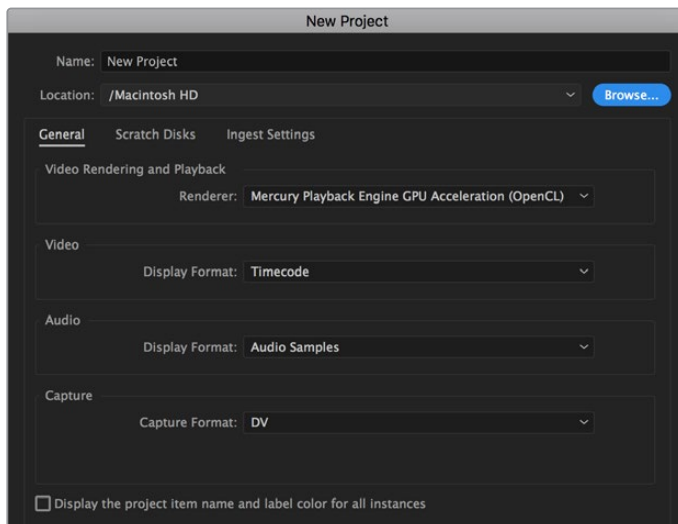 New Project
Name: New Project
Location: /Macintosh HD Browse...
General Scratch Disks Ingest Settings
Video Rendering and Playback
Renderer: Mercury Playback Engine GPU Acceleration (OpenCL)
Video
Display Format: Timecode
Audio
Display Format: Audio Samples
Capture
Capture Format: DV
Display the project item name and label color for all instances